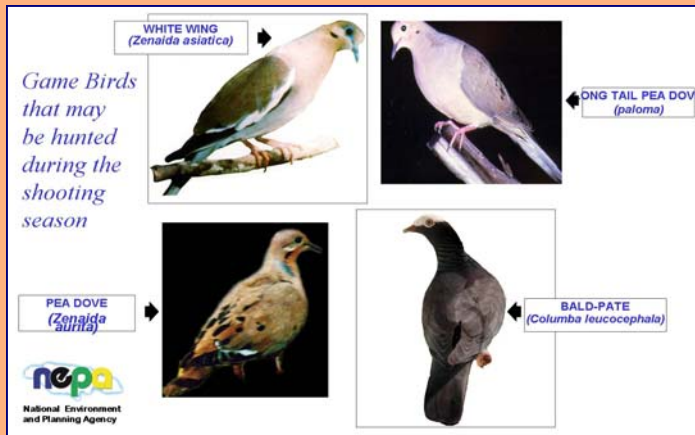 WHITE WING
(Zenaida asiatica)
Game Birds
that may
be hunted
during the
shooting
season
ONG TAIL PEA DOV
(paloma)
PEA DOVE
(Zenaida
aurita)
BALD-PATE
(Columba leucocephala)
nepa
National Environment
and Planning Agency